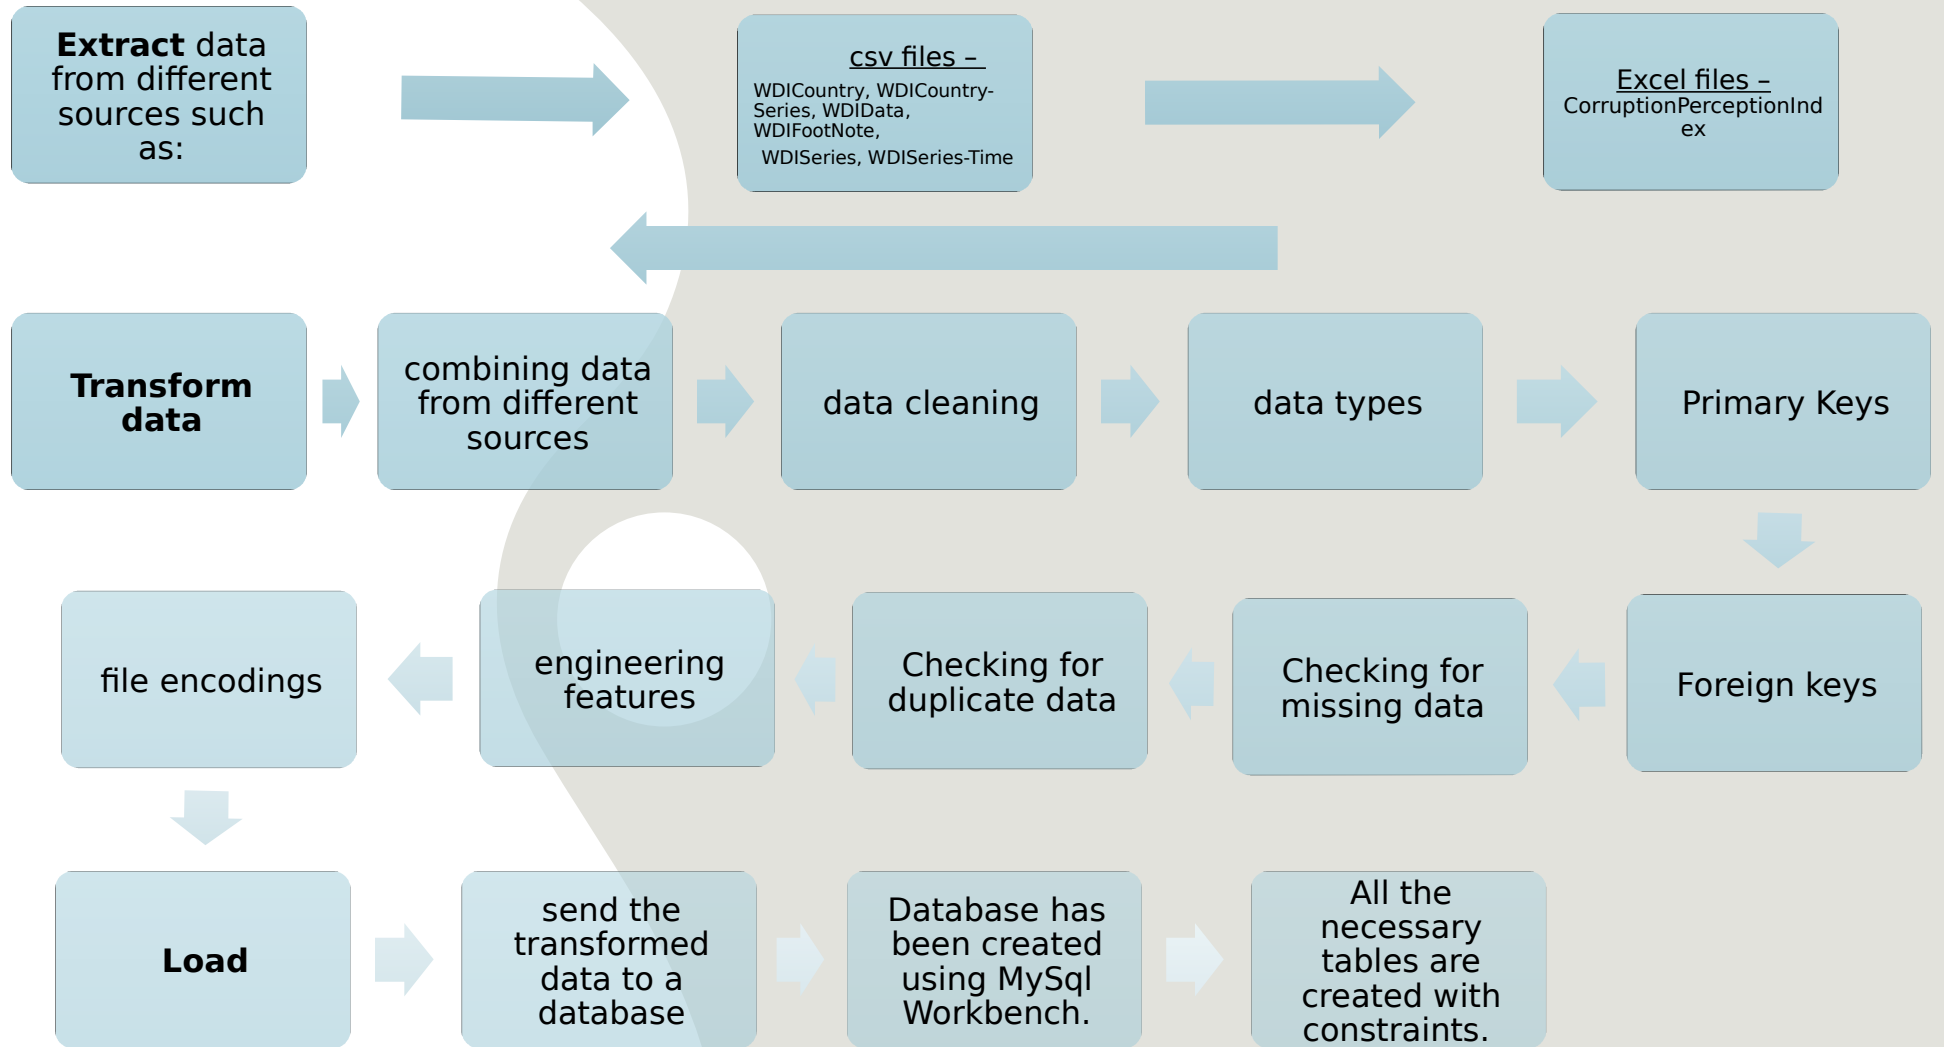 Extract data
from different
sources such
as:
csv files –
WDICountry, WDICountry-
Series, WDIData,
WDIFootNote,
WDISeries, WDISeries-Time
Excel files –
CorruptionPerceptionInd
ex
Transform
data
combining data
from different
sources
data cleaning
data types
Primary Keys
Foreign keys
Checking for
missing data
Checking for
duplicate data
engineering
features
file encodings
Load
send the
transformed
data to a
database
Database has
been created
using MySql
Workbench.
All the
necessary
tables are
created with
constraints.